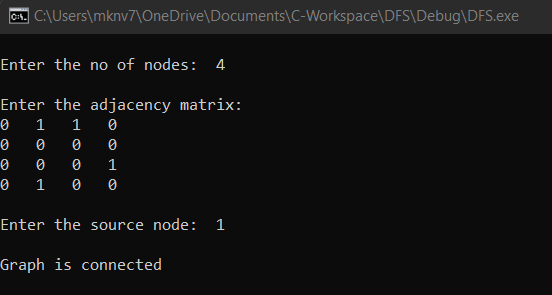 C:\Users\mknv7\OneDrive\Documents\C-Workspace\DFS\Debug\DFS.exe
Enter the no of nodes:  4
Enter the adjacency matrix:
0   1   1   0
0   0   0   0
0   0   0   1
0   1   0   0
Enter the source node:  1
Graph is connected